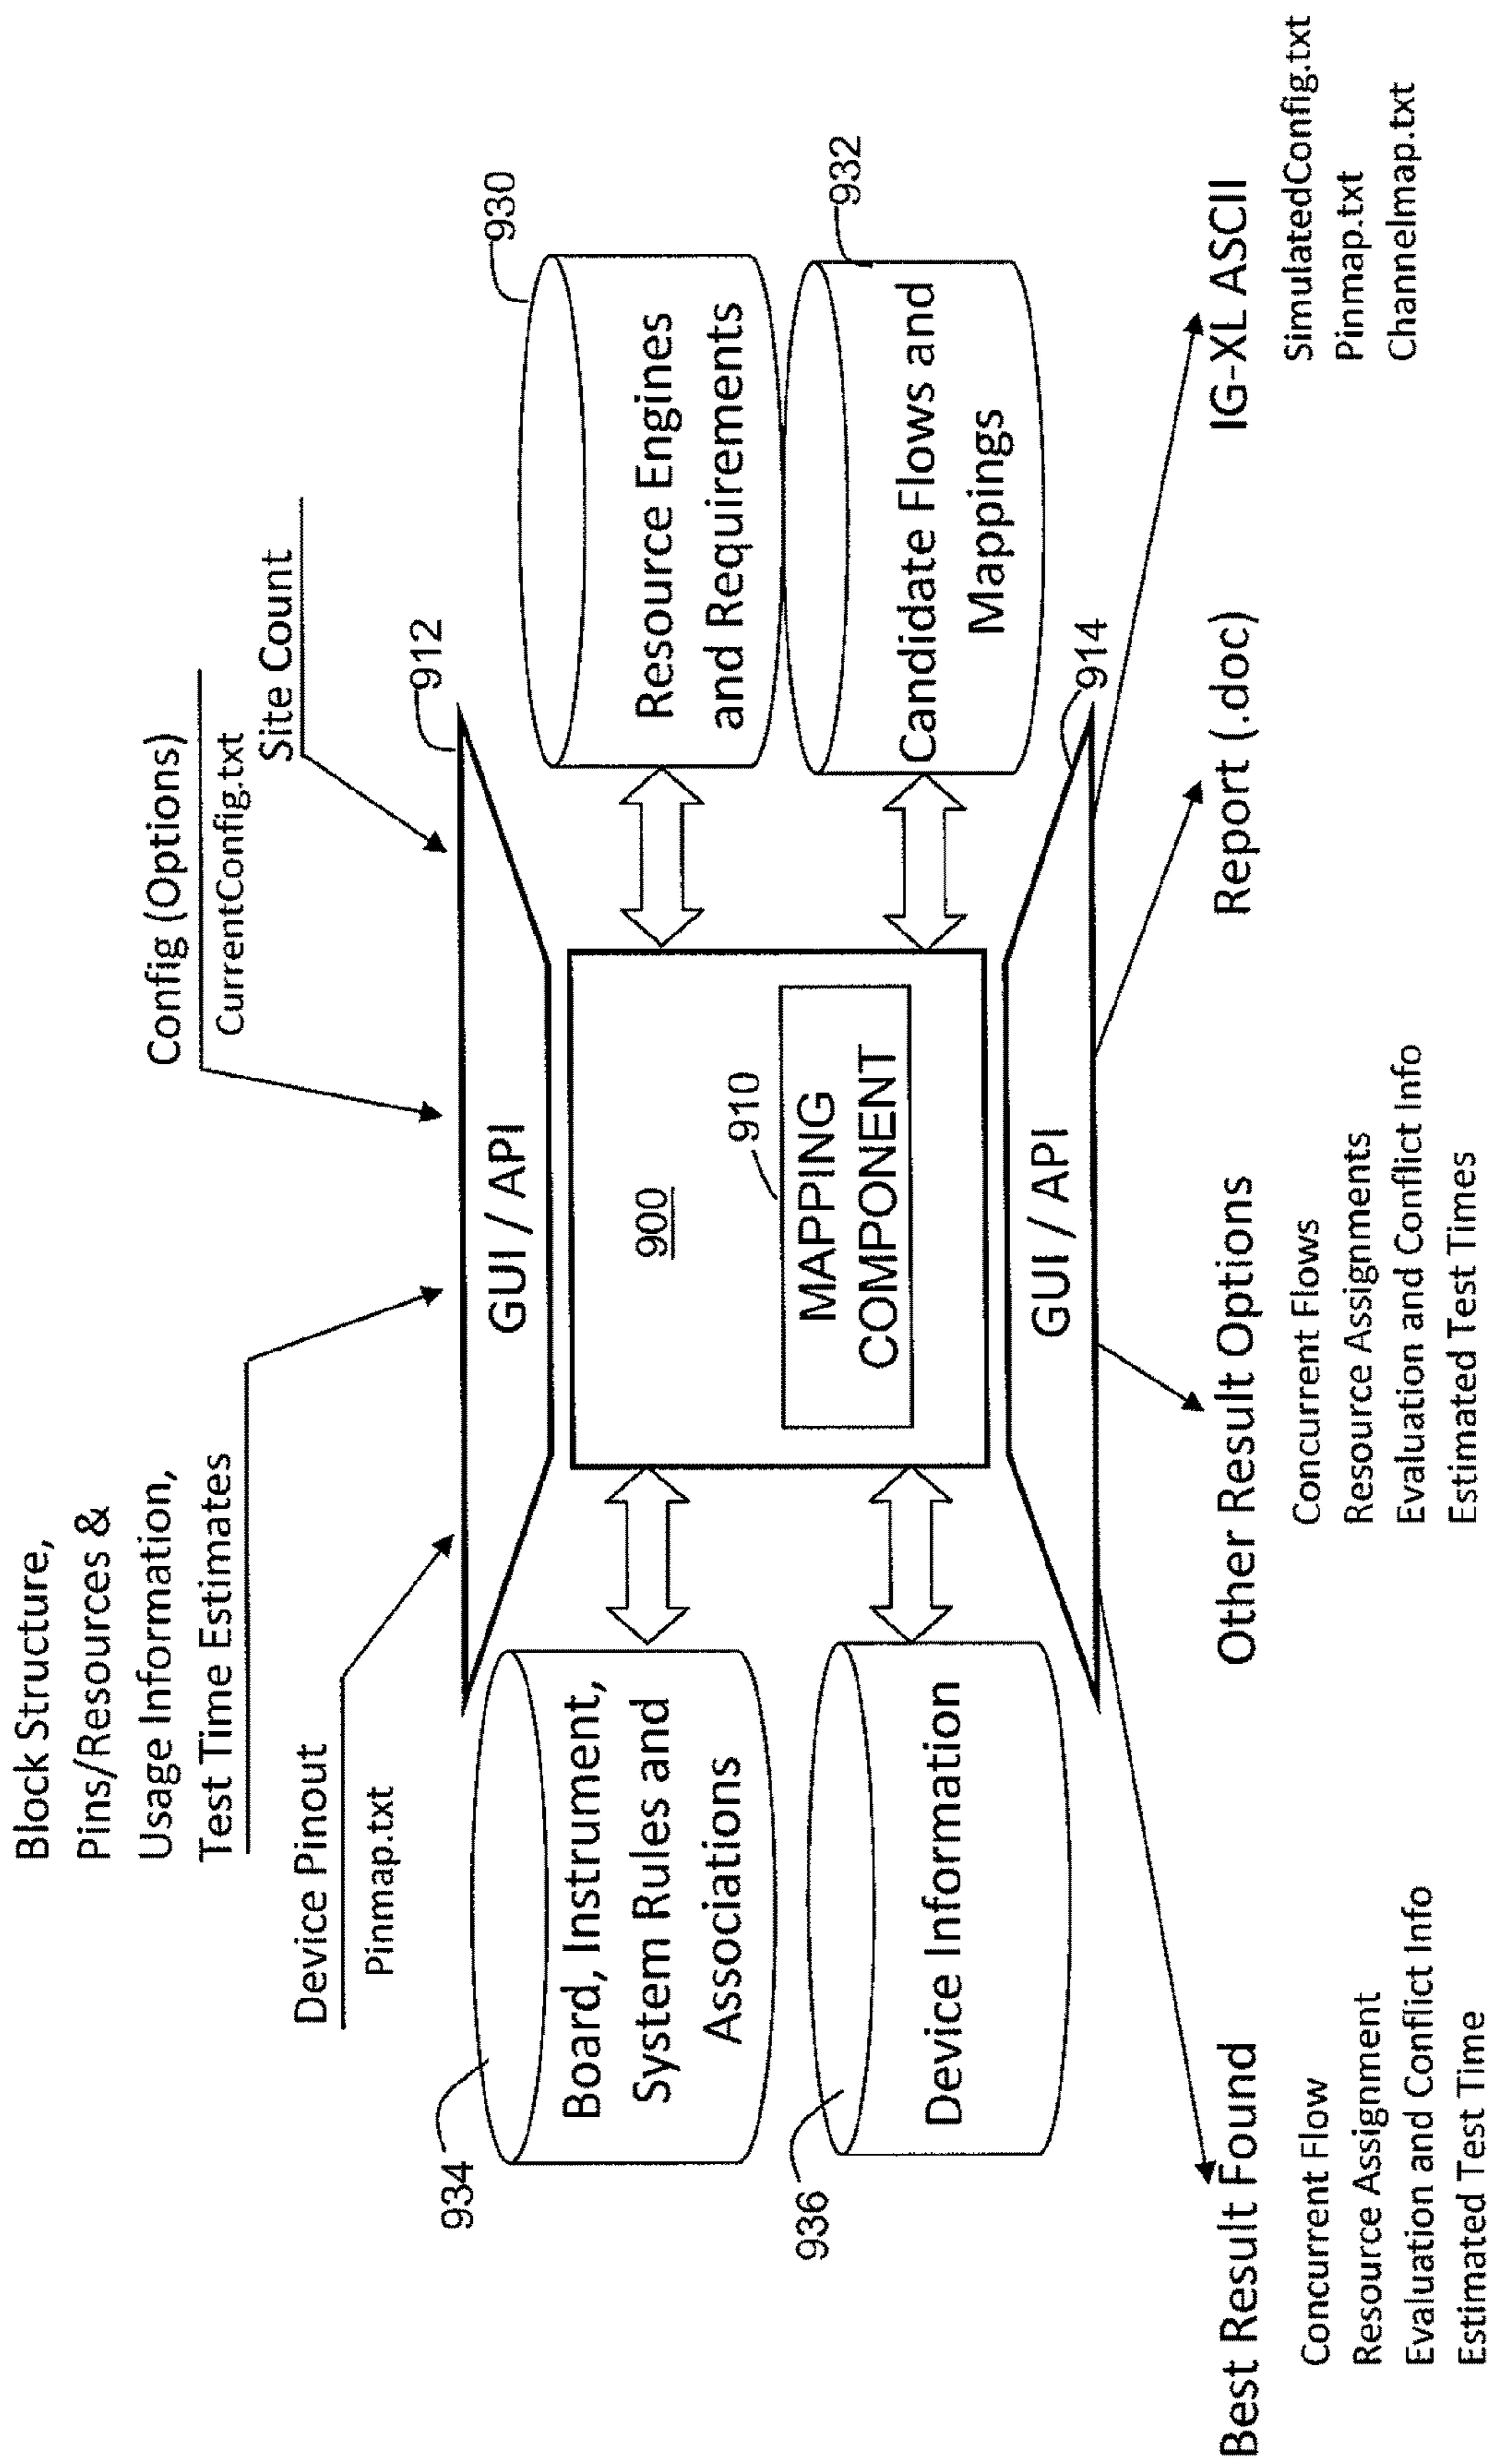 Block Structure,
Pins/Resources &
Usage Information,
Test Time Estimates
Device Pinout
Pinmap.txt
Config (Options)
CurrentConfig.txt
Site Count
912
GUI / API
934
Board, Instrument,
System Rules and
Associations
936
Device Information
900
910
MAPPING
COMPONENT
930
Resource Engines
and Requirements
932
Candidate Flows and
Mappings
914
GUI / API
Best Result Found
Concurrent Flow
Resource Assignment
Evaluation and Conflict Info
Estimated Test Time
Other Result Options
Concurrent Flows
Resource Assignments
Evaluation and Conflict Info
Estimated Test Times
Report (.doc)
IG-XL ASCII
SimulatedConfig.txt
Pinmap.txt
Channelmap.txt